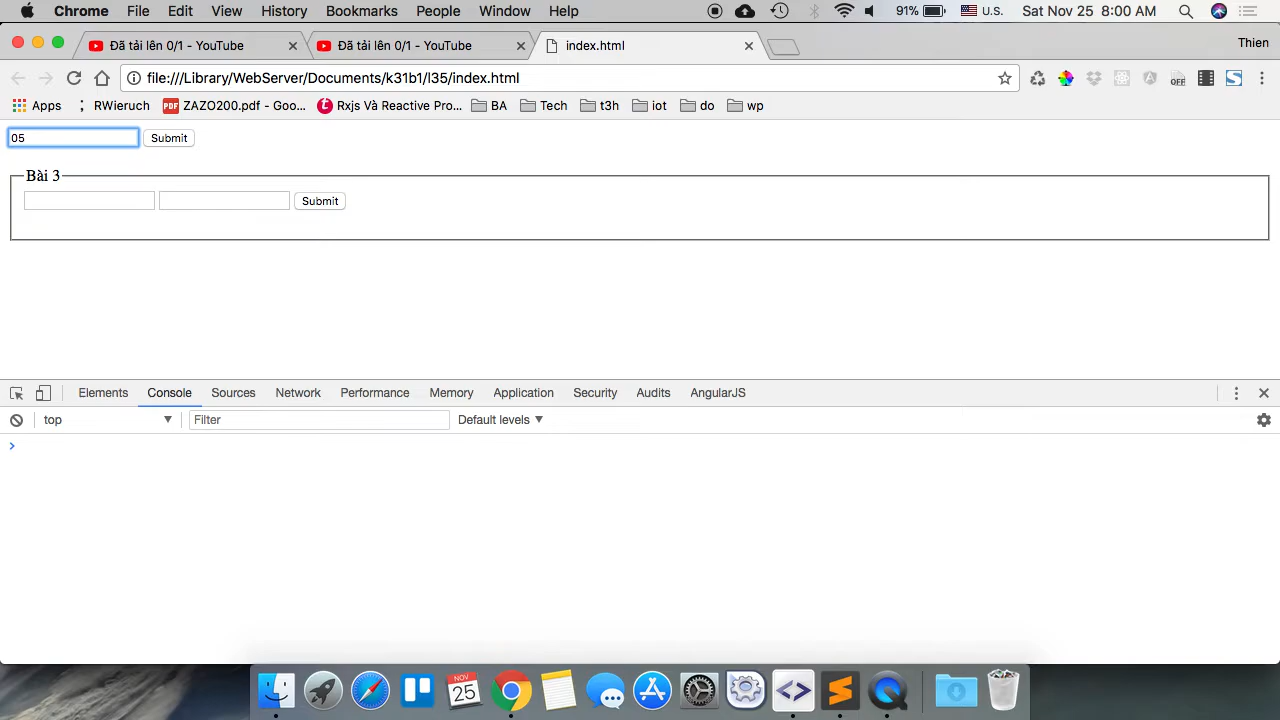 Chrome File Edit View History Bookmarks People Window Help 91% U.S. Sat Nov 25 8:00 AM
Đã tải lên 0/1 - YouTube Đã tải lên 0/1 - YouTube index.html Thien
file:///Library/WebServer/Documents/k31b1/l35/index.html OFF
Apps RWieruch PDF ZAZO200.pdf - Goo... Rxjs Và Reactive Pro... BA Tech t3h iot do wp
05 Submit
Bài 3
Submit
Elements Console Sources Network Performance Memory Application Security Audits AngularJS
top Filter Default levels
NOV
25